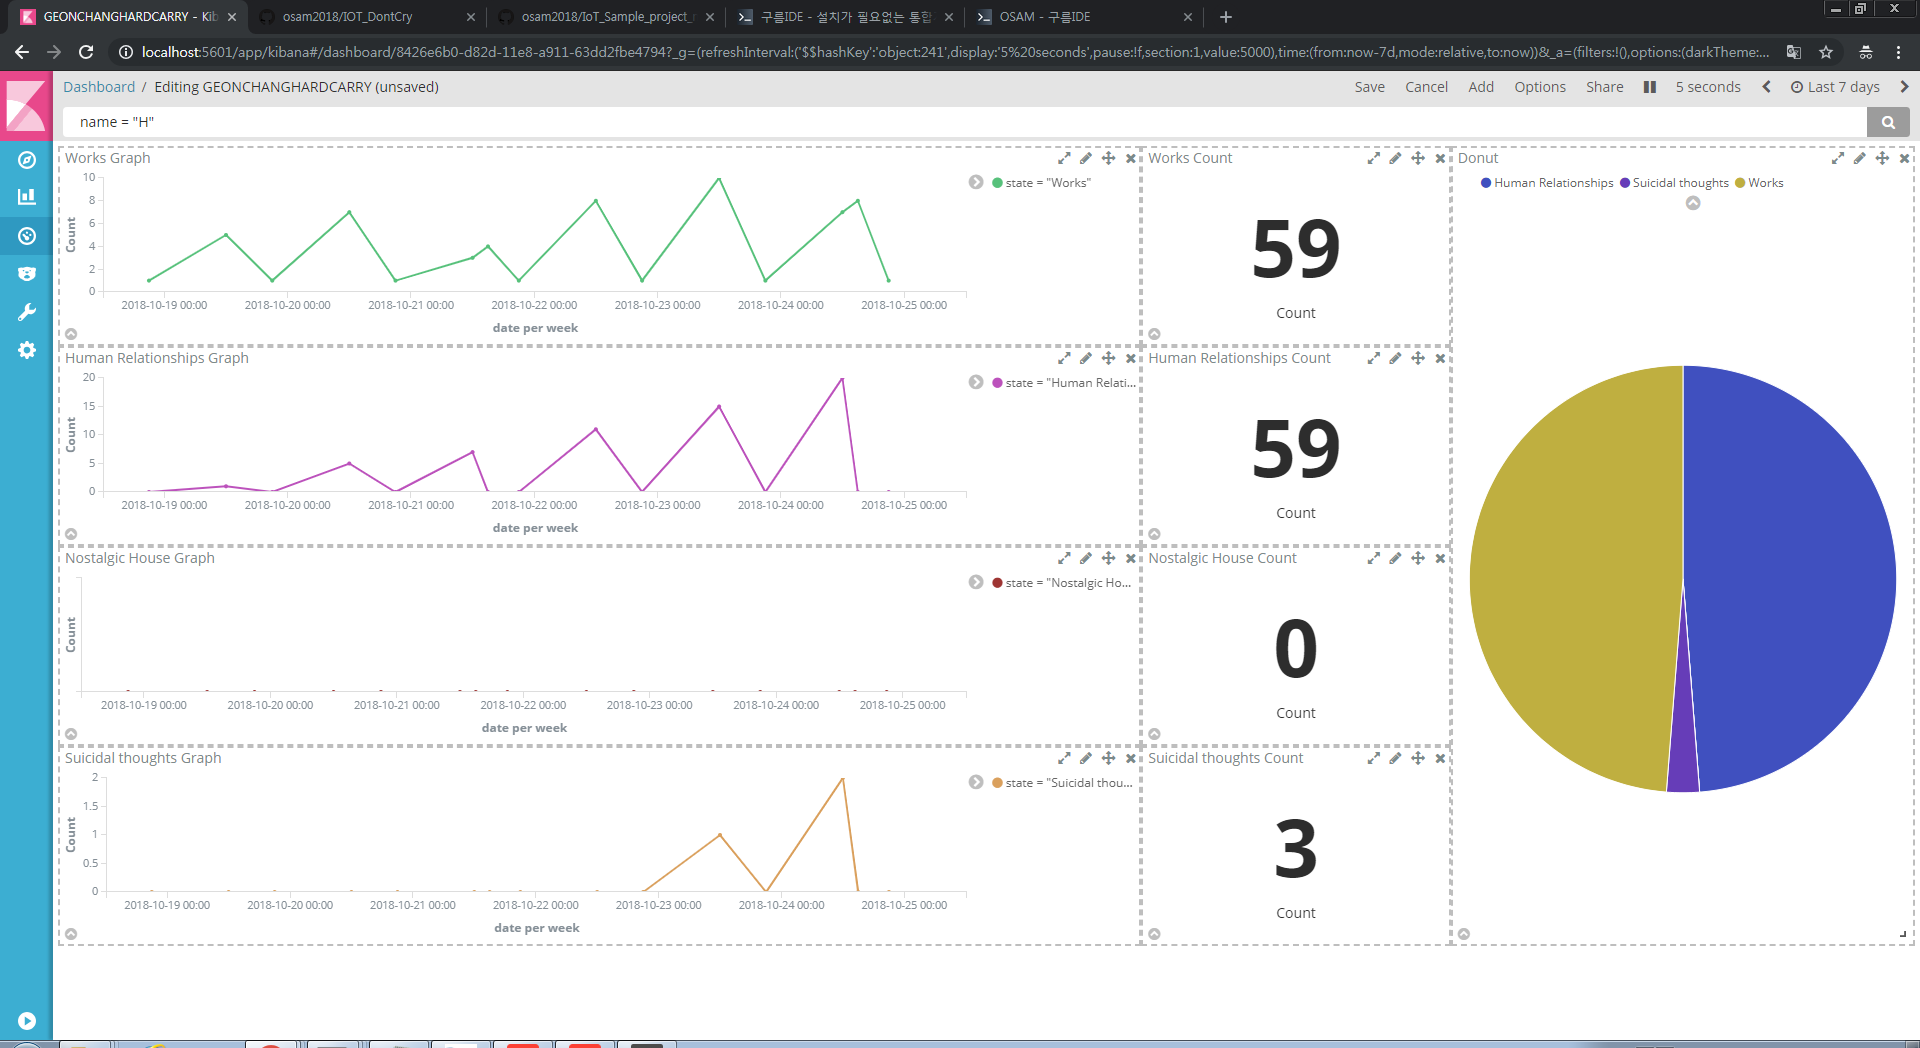 GEONCHANGHARDCARRY - Kib
osam2018/IOT_DontCry
osam2018/IoT_Sample_project_
구름IDE - 설치가 필요없는 통합
OSAM - 구름IDE
localhost:5601/app/kibana#/dashboard/8426e6b0-d82d-11e8-a911-63dd2fbe4794?_g=(refreshInterval:('$$hashKey':'object:241',display:'5%20seconds',pause:!f,section:1,value:5000),time:(from:now-7d,mode:relative,to:now))&_a=(filters:!(),options:(darkTheme:...
Dashboard / Editing GEONCHANGHARDCARRY (unsaved)
Save Cancel Add Options Share 5 seconds Last 7 days
name = "H"
Works Graph
10
8
6
4
2
0
Count
2018-10-19 00:00 2018-10-20 00:00 2018-10-21 00:00 2018-10-22 00:00 2018-10-23 00:00 2018-10-24 00:00 2018-10-25 00:00
date per week
state = "Works"
Works Count
59
Count
Donut
Human Relationships Suicidal thoughts Works
Human Relationships Graph
20
15
10
5
0
Count
2018-10-19 00:00 2018-10-20 00:00 2018-10-21 00:00 2018-10-22 00:00 2018-10-23 00:00 2018-10-24 00:00 2018-10-25 00:00
date per week
state = "Human Relati...
Human Relationships Count
59
Count
Nostalgic House Graph
Count
2018-10-19 00:00 2018-10-20 00:00 2018-10-21 00:00 2018-10-22 00:00 2018-10-23 00:00 2018-10-24 00:00 2018-10-25 00:00
date per week
state = "Nostalgic Ho...
Nostalgic House Count
0
Count
Suicidal thoughts Graph
2
1.5
1
0.5
0
Count
2018-10-19 00:00 2018-10-20 00:00 2018-10-21 00:00 2018-10-22 00:00 2018-10-23 00:00 2018-10-24 00:00 2018-10-25 00:00
date per week
state = "Suicidal thou...
Suicidal thoughts Count
3
Count